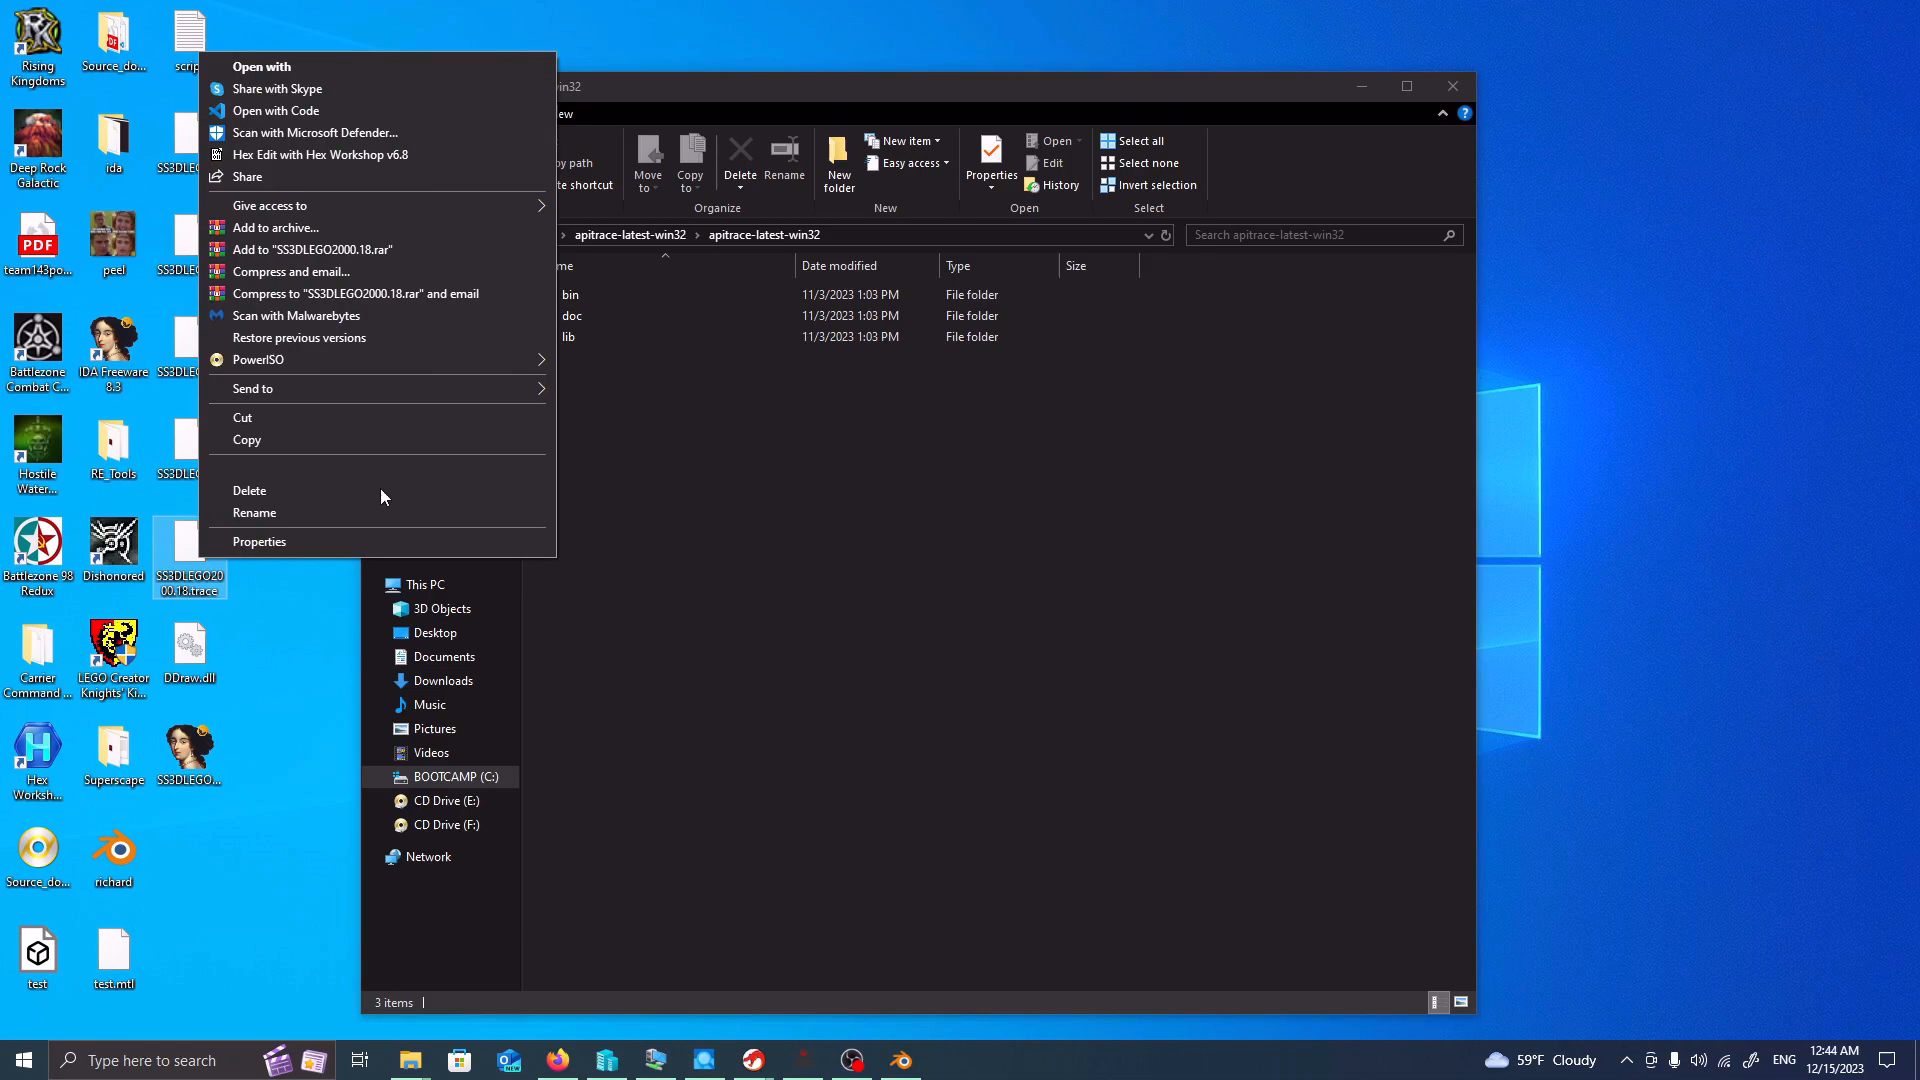 Rising
Kingdoms
Source_do...
scrip
Deep Rock
Galactic
ida
SS3DLE
team143po...
peel
SS3DLE
Battlezone
Combat C...
IDA Freeware
8.3
SS3DLE
Hostile
Water...
RE_Tools
SS3DLE
Battlezone 98
Redux
Dishonored
SS3DLEGO20
00.18.trace
Carrier
Command ...
LEGO Creator
Knights' Ki...
DDraw.dll
Hex
Worksh...
Superscape
SS3DLEGO...
Source_do...
richard
test
test.mtl
PDF
PDF
Open with
Share with Skype
Open with Code
Scan with Microsoft Defender...
Hex Edit with Hex Workshop v6.8
Share
Give access to
Add to archive...
Add to "SS3DLEGO2000.18.rar"
Compress and email...
Compress to "SS3DLEGO2000.18.rar" and email
Scan with Malwarebytes
Restore previous versions
PowerISO
Send to
Cut
Copy
Delete
Rename
Properties
in32
ew
y path
te shortcut
Move
to
Copy
to
Delete
Rename
Organize
New
folder
New item
Easy access
New
Properties
Open
Edit
History
Open
Select all
Select none
Invert selection
Select
apitrace-latest-win32 > apitrace-latest-win32
Search apitrace-latest-win32
me Date modified Type Size
bin 11/3/2023 1:03 PM File folder
doc 11/3/2023 1:03 PM File folder
lib 11/3/2023 1:03 PM File folder
This PC
3D Objects
Desktop
Documents
Downloads
Music
Pictures
Videos
BOOTCAMP (C:)
CD Drive (E:)
CD Drive (F:)
Network
3 items
Type here to search
NEW
59°F Cloudy
ENG
12:44 AM
12/15/2023